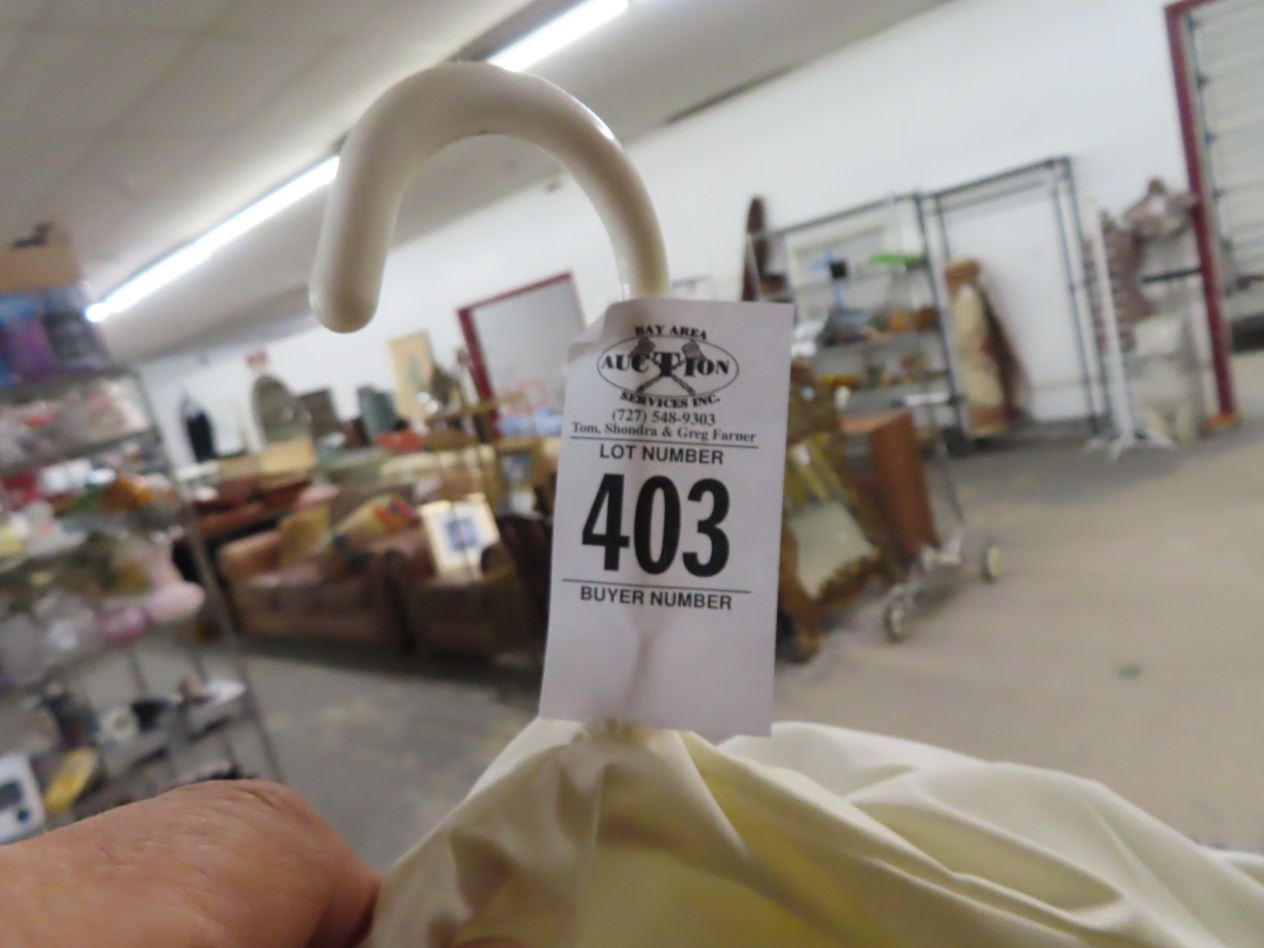 BAY AREA
AUCTION
SERVICES INC.
(727) 548-9303
Tom, Shondra & Greg Farner
LOT NUMBER
403
BUYER NUMBER